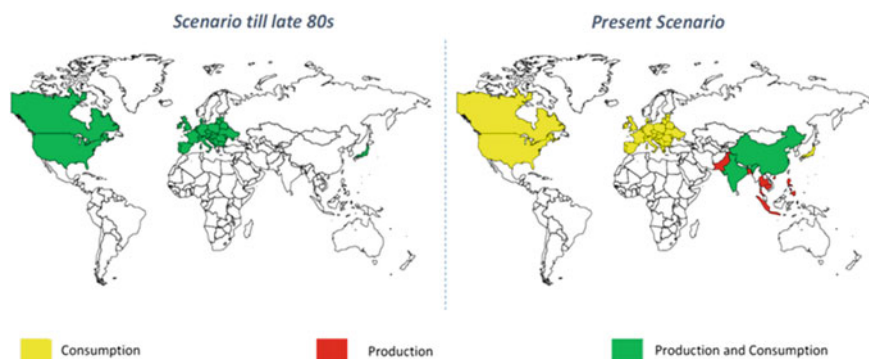 Scenario till late 80s
Present Scenario
Consumption
Production
Production and Consumption